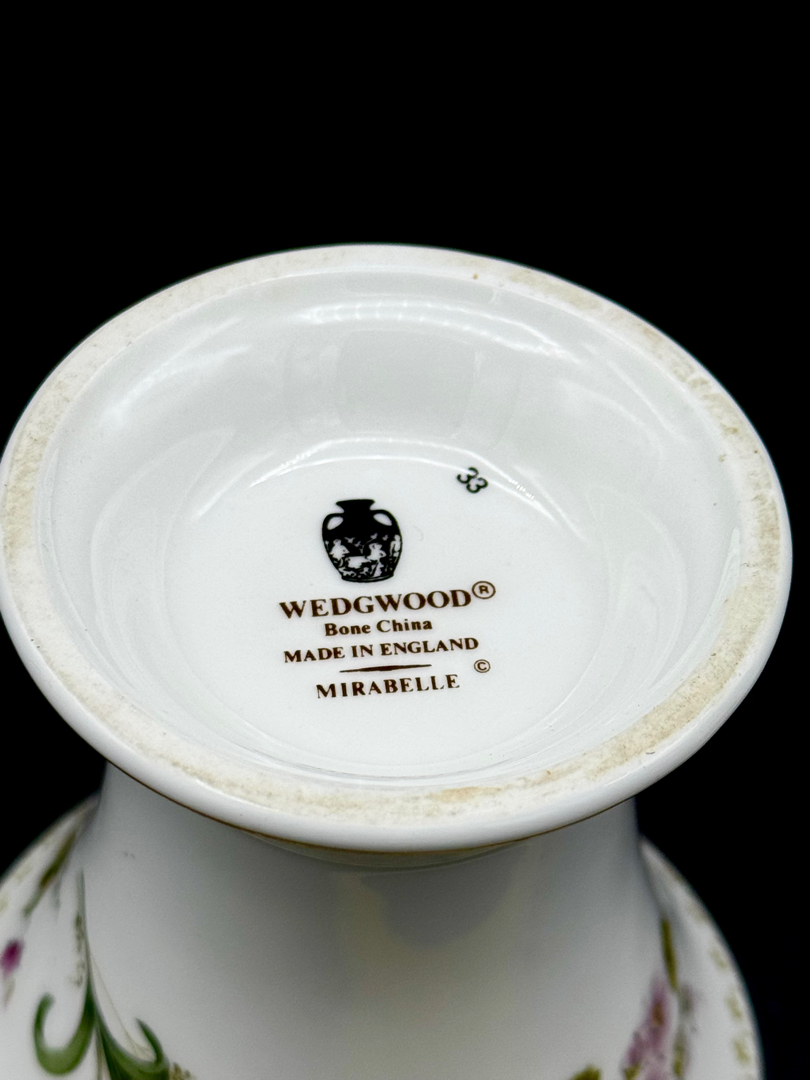 33
WEDGWOOD®
Bone China
MADE IN ENGLAND
©
MIRABELLE